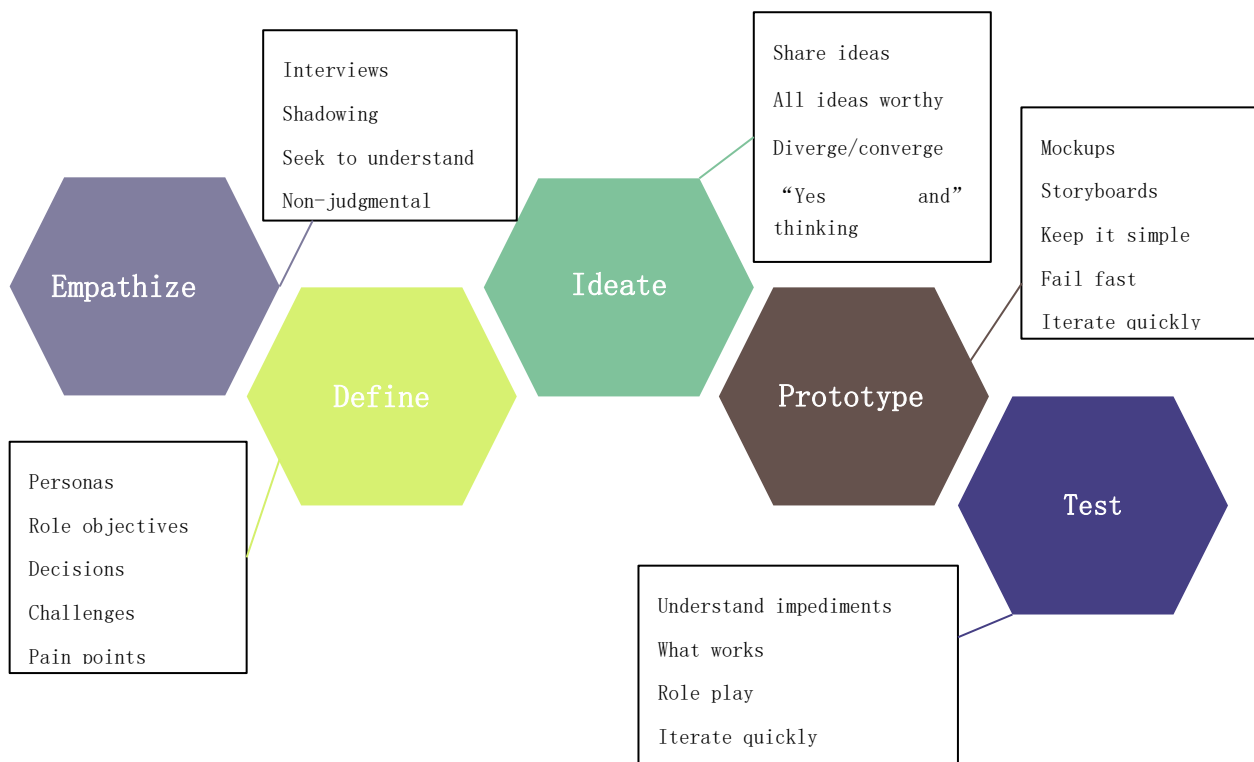 Empathize
Interviews
Shadowing
Seek to understand
Non-judgmental
Define
Personas
Role objectives
Decisions
Challenges
Pain points
Ideate
Share ideas
All ideas worthy
Diverge/converge
“Yes and”
thinking
Prototype
Mockups
Storyboards
Keep it simple
Fail fast
Iterate quickly
Test
Understand impediments
What works
Role play
Iterate quickly